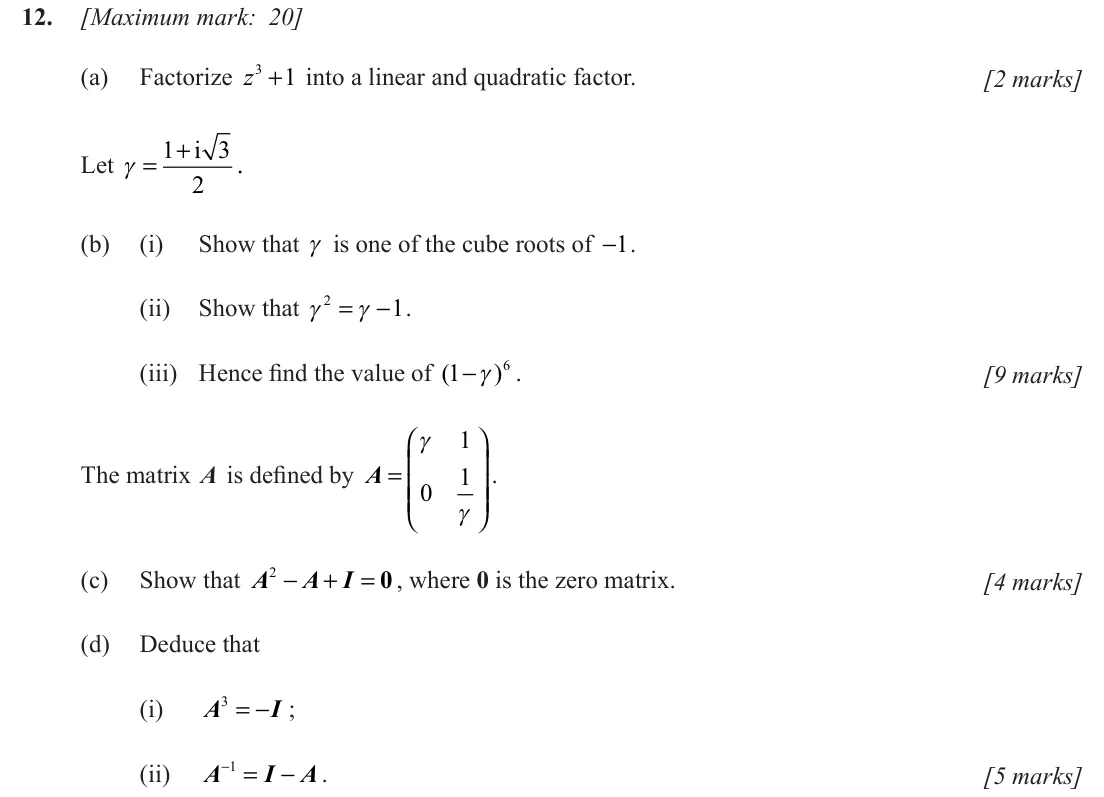 12. [Maximum mark: 20]
(a) Factorize z³ + 1 into a linear and quadratic factor. [2 marks]
Let γ = (1 + i√3)/2 .
(b) (i) Show that γ is one of the cube roots of −1.
(ii) Show that γ² = γ − 1.
(iii) Hence find the value of (1 − γ)⁶ . [9 marks]
The matrix A is defined by A = ( γ 1 ; 0 1/γ ).
(c) Show that A² − A + I = 0, where 0 is the zero matrix. [4 marks]
(d) Deduce that
(i) A³ = −I ;
(ii) A⁻¹ = I − A . [5 marks]